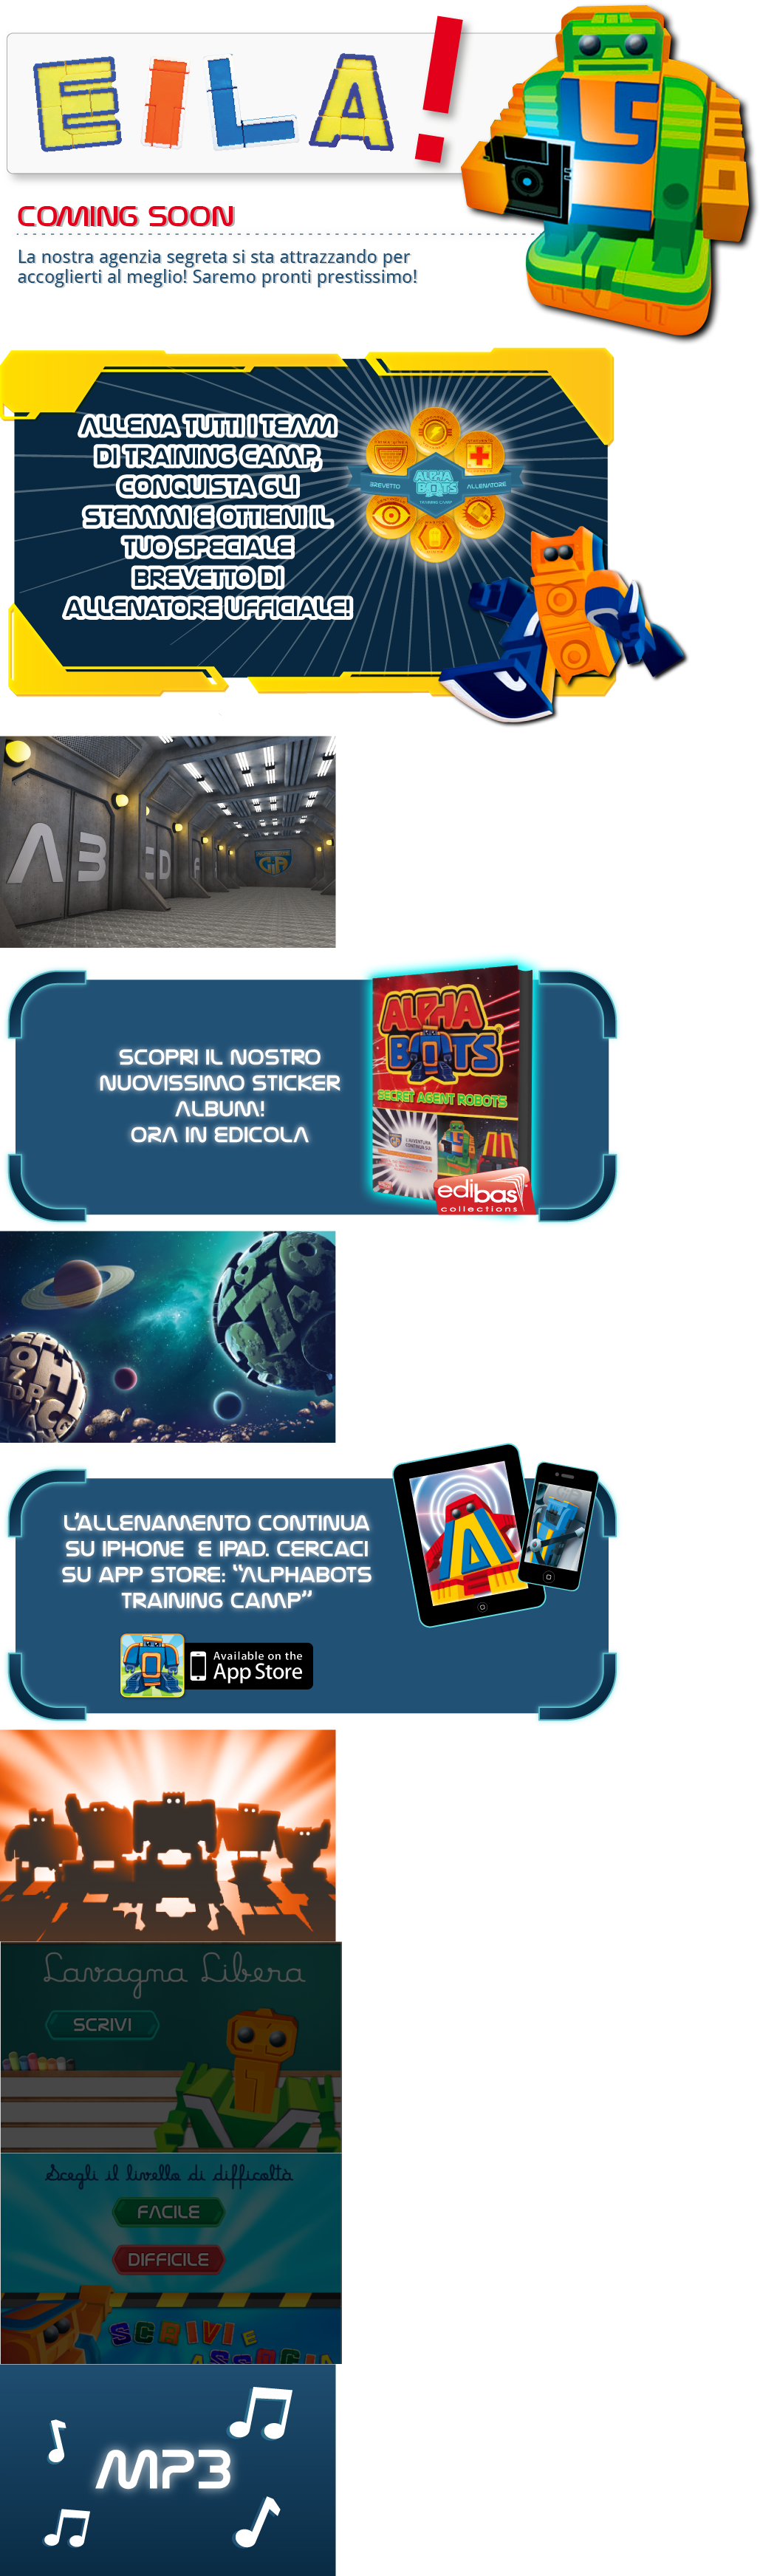 EILA!
COMING SOON
La nostra agenzia segreta si sta attrazzando per
accoglierti al meglio! Saremo pronti prestissimo!
ALLENA TUTTI I TEAM
DI TRAINING CAMP,
CONQUISTA GLI
STEMMI E OTTIENI IL
TUO SPECIALE
BREVETTO DI
ALLENATORE UFFICIALE!
BREVETTO
ALPHA
BOTS
ALLENATORE
TRAINING CAMP
A B C D
SCOPRI IL NOSTRO
NUOVISSIMO STICKER
ALBUM!
ORA IN EDICOLA
ALPHA
BOTS
SECRET AGENT ROBOTS
edibas
collections
L'ALLENAMENTO CONTINUA
SU IPHONE E IPAD. CERCACI
SU APP STORE: “ALPHABOTS
TRAINING CAMP”
Available on the
App Store
Lavagna Libera
SCRIVI
Scegli il livello di difficoltà
FACILE
DIFFICILE
SCRIVI E
ASSOCIA
MP3